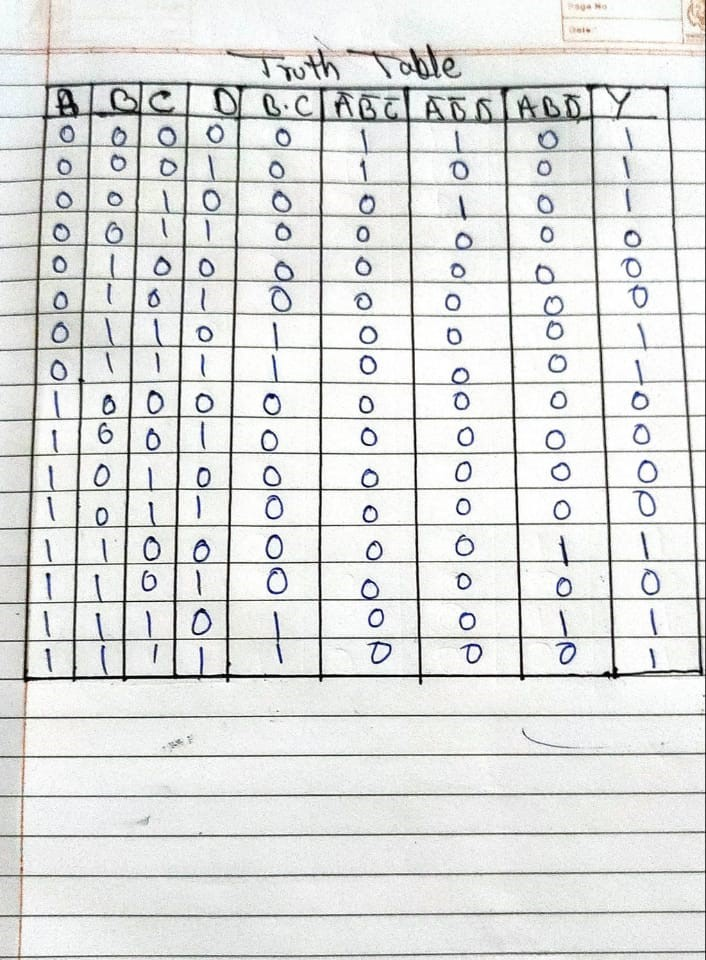 Page No
Date
Truth Table
A B C D B·C A̅B̅C̅ A̅B̅D̅ ABD̅ Y
0 0 0 0 0 1 1 0 1
0 0 0 1 0 1 0 0 1
0 0 1 0 0 0 1 0 1
0 0 1 1 0 0 0 0 0
0 1 0 0 0 0 0 0 0
0 1 0 1 0 0 0 0 0
0 1 1 0 1 0 0 0 1
0 1 1 1 1 0 0 0 1
1 0 0 0 0 0 0 0 0
1 0 0 1 0 0 0 0 0
1 0 1 0 0 0 0 0 0
1 0 1 1 0 0 0 0 0
1 1 0 0 0 0 0 1 1
1 1 0 1 0 0 0 0 0
1 1 1 0 1 0 0 1 1
1 1 1 1 1 0 0 0 1